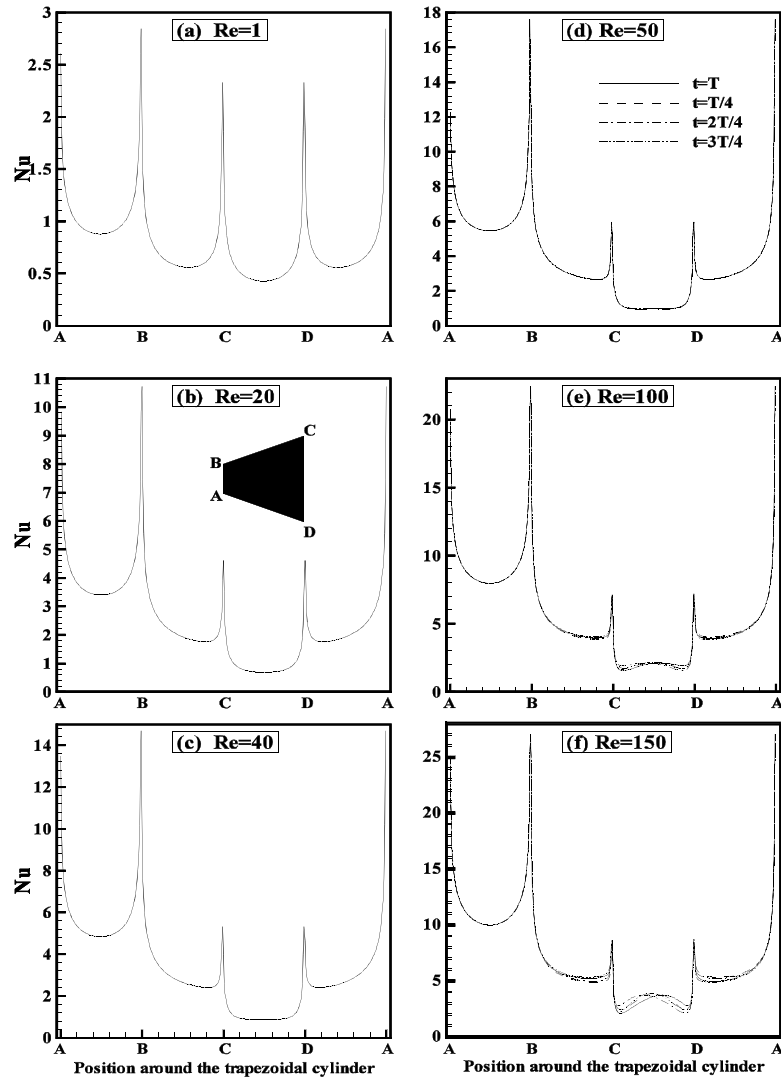 (a) Re=1
3
2.5
2
1.5
1
0.5
0
Nu
A B C D A
(d) Re=50
18
16
14
12
10
8
6
4
2
0
t=T
t=T/4
t=2T/4
t=3T/4
A B C D A
(b) Re=20
11
10
9
8
7
6
5
4
3
2
1
0
Nu
B
C
A
D
A B C D A
(e) Re=100
20
15
10
5
0
A B C D A
(c) Re=40
14
12
10
8
6
4
2
0
Nu
A B C D A
Position around the trapezoidal cylinder
(f) Re=150
25
20
15
10
5
0
A B C D A
Position around the trapezoidal cylinder